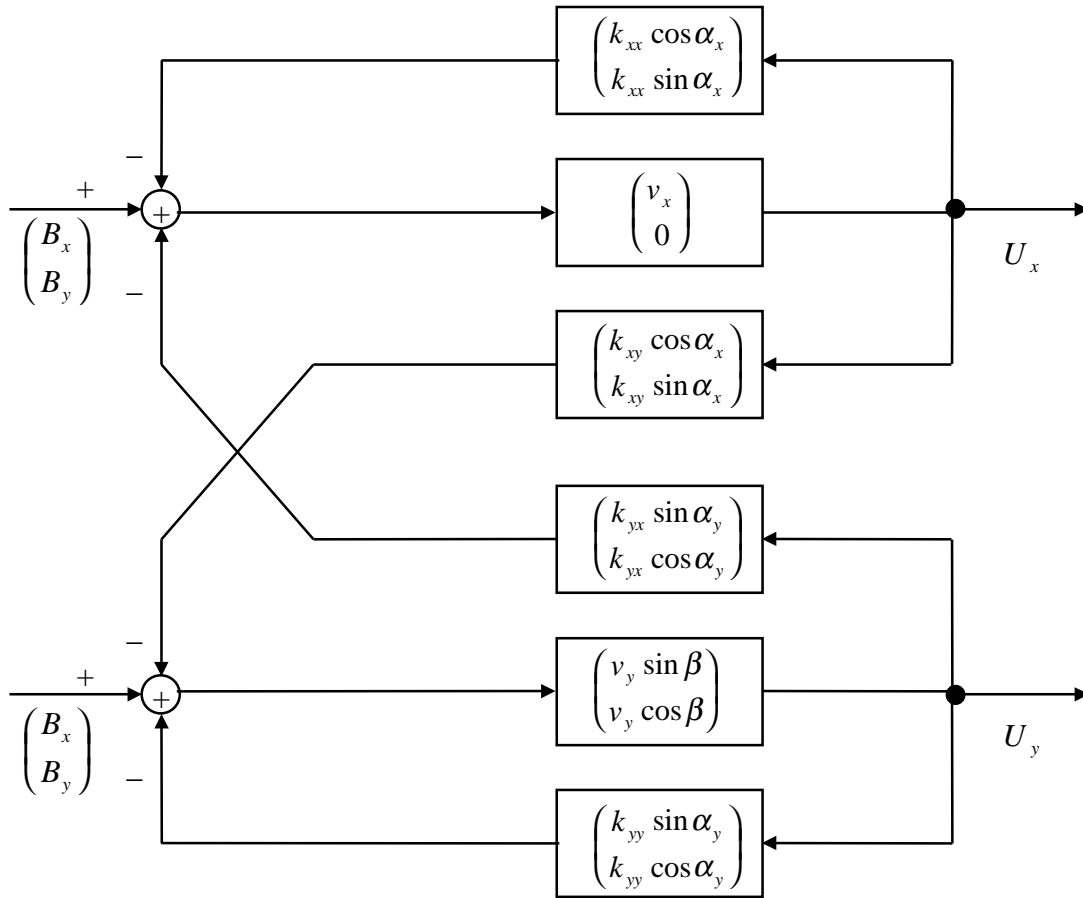 k_xx cos α_x
k_xx sin α_x
−
+
+
v_x
0
B_x
B_y
U_x
−
k_xy cos α_x
k_xy sin α_x
k_yx sin α_y
k_yx cos α_y
−
+
+
v_y sin β
v_y cos β
B_x
B_y
U_y
−
k_yy sin α_y
k_yy cos α_y